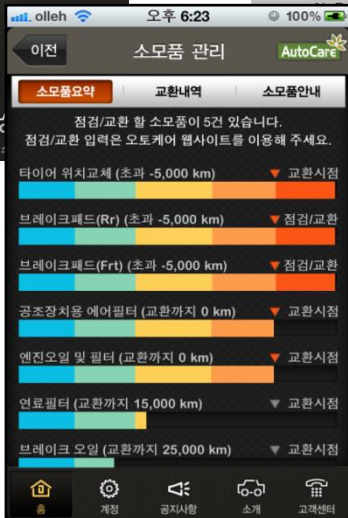 olleh 오후 6:23 100%
이전 소모품 관리 AutoCare
소모품요약 교환내역 소모품안내
점검/교환 할 소모품이 5건 있습니다.
점검/교환 입력은 오토케어 웹사이트를 이용해 주세요.
타이어 위치교체 (초과 -5,000 km) ▼ 교환시점
브레이크패드(Rr) (초과 -5,000 km) ▼ 점검/교환
브레이크패드(Frt) (초과 -5,000 km) ▼ 점검/교환
공조장치용 에어필터 (교환까지 0 km) ▼ 교환시점
엔진오일 및 필터 (교환까지 0 km) ▼ 교환시점
연료필터 (교환까지 15,000 km) ▼ 교환시점
브레이크 오일 (교환까지 25,000 km) ▼ 교환시점
홈 계정 공지사항 소개 고객센터